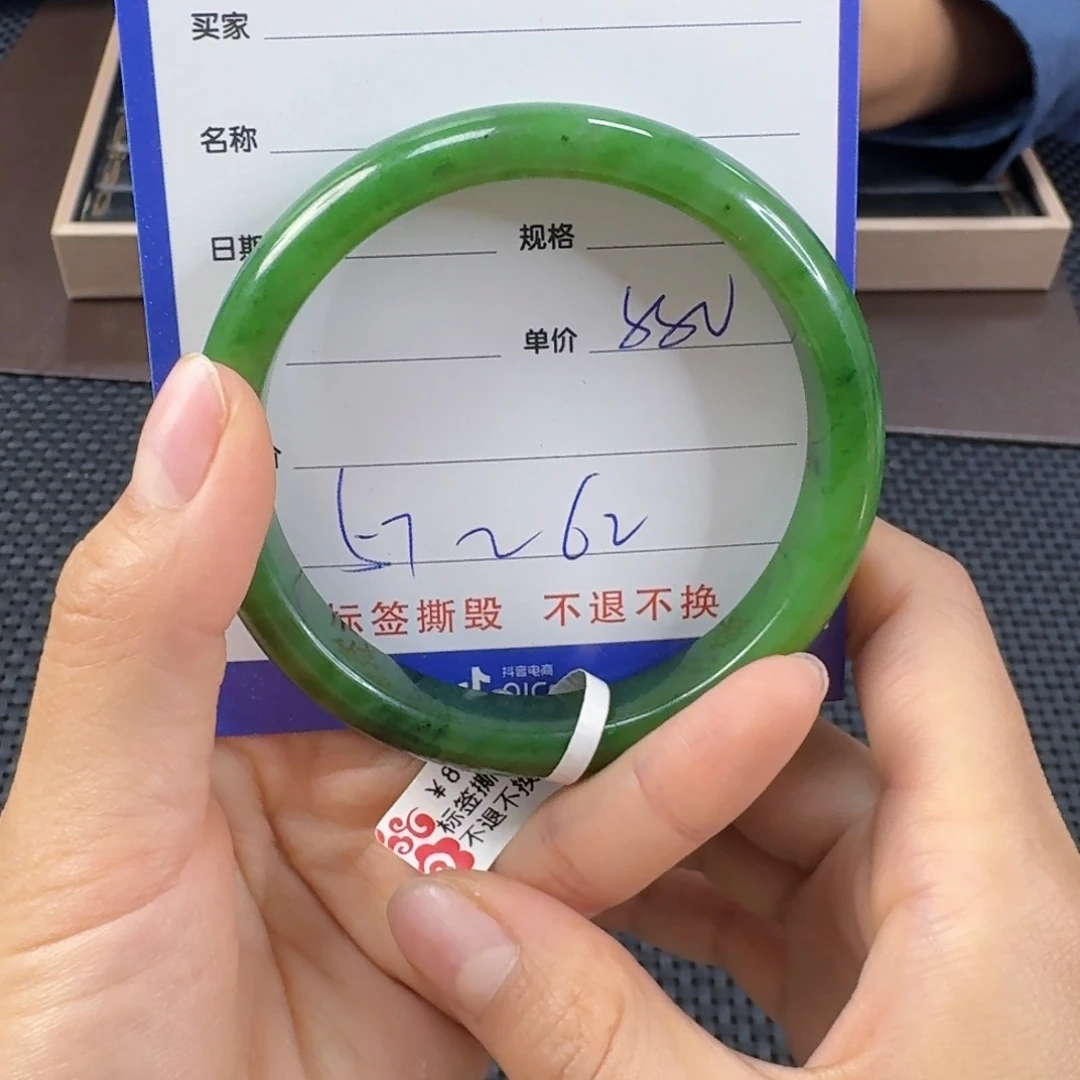 买家
名称
日期 规格
单价 880
57~62
标签撕毁 不退不换
抖音电商
¥8
标签撕
不退不换